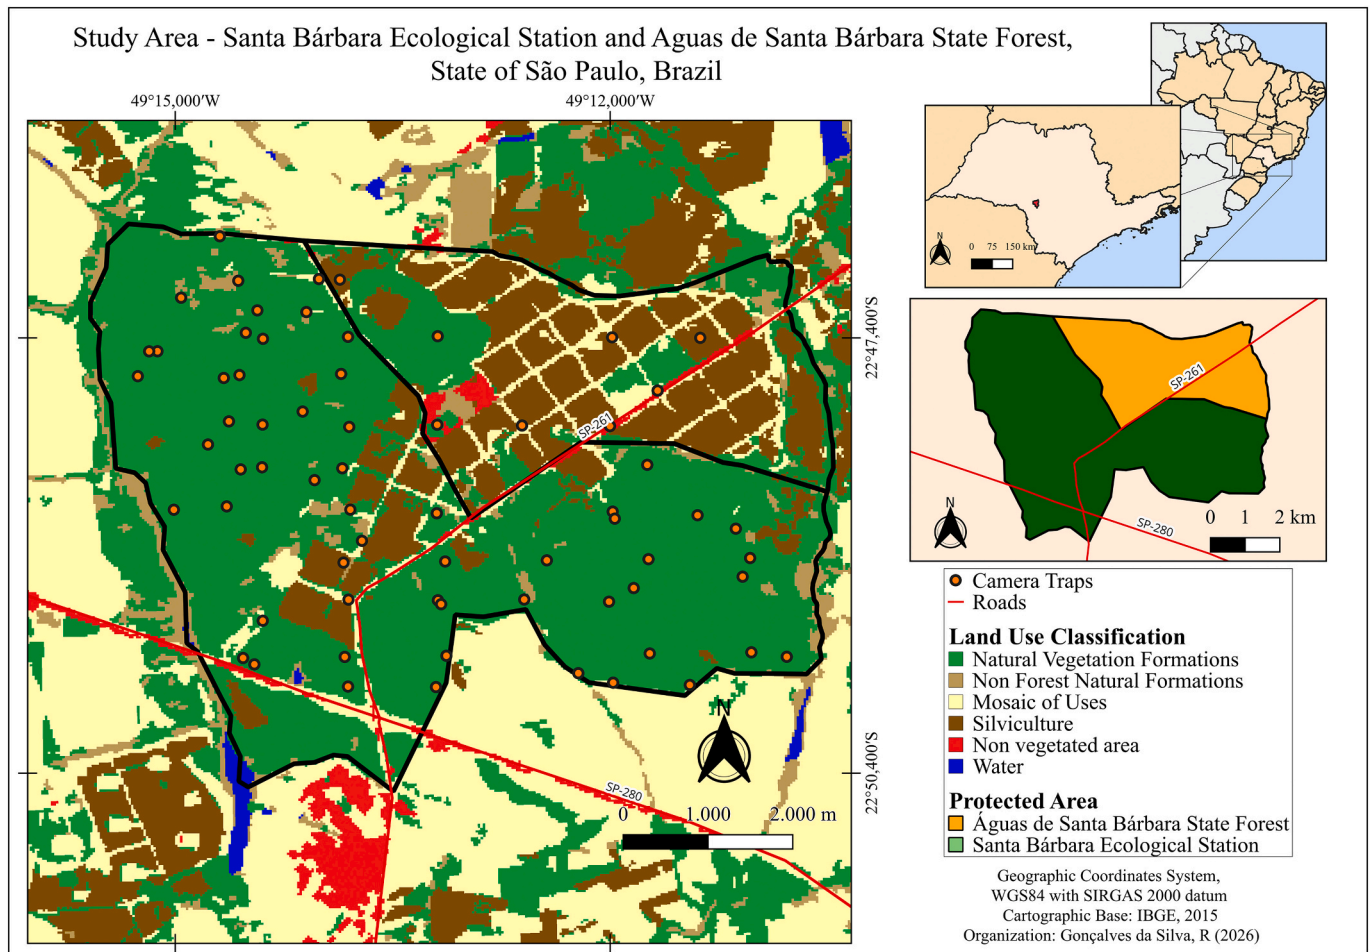 Study Area - Santa Bárbara Ecological Station and Aguas de Santa Bárbara State Forest,
State of São Paulo, Brazil
49°15,000'W
49°12,000'W
22°47,400'S
22°50,400'S
SP-261
SP-280
N
0 1.000 2.000 m
N
0 75 150 km
SP-261
SP-280
N
0 1 2 km
Camera Traps
Roads
Land Use Classification
Natural Vegetation Formations
Non Forest Natural Formations
Mosaic of Uses
Silviculture
Non vegetated area
Water
Protected Area
Águas de Santa Bárbara State Forest
Santa Bárbara Ecological Station
Geographic Coordinates System,
WGS84 with SIRGAS 2000 datum
Cartographic Base: IBGE, 2015
Organization: Gonçalves da Silva, R (2026)